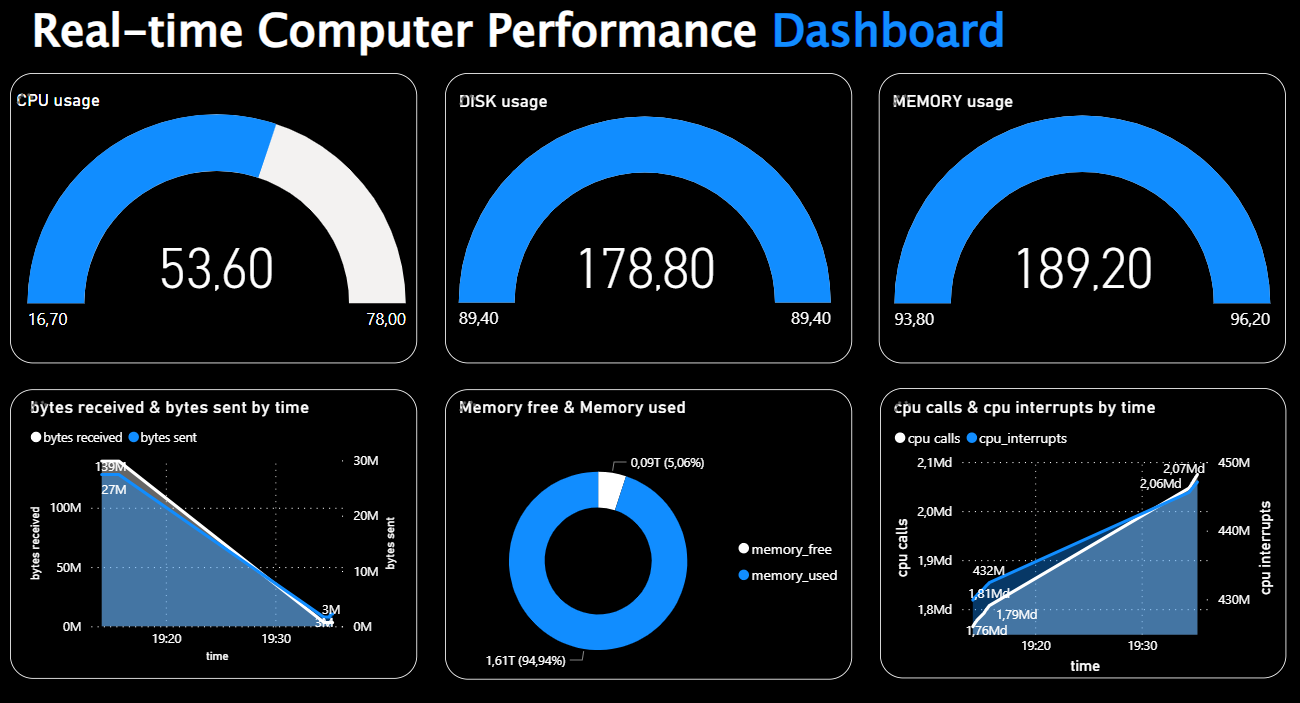 Real-time Computer Performance Dashboard
CPU usage
53,60
16,70
78,00
DISK usage
178,80
89,40
89,40
MEMORY usage
189,20
93,80
96,20
bytes received & bytes sent by time
bytes received
bytes sent
139M
27M
3M
3M
100M
50M
0M
30M
20M
10M
0M
bytes received
bytes sent
19:20
19:30
time
Memory free & Memory used
0,09T (5,06%)
1,61T (94,94%)
memory_free
memory_used
cpu calls & cpu interrupts by time
cpu calls
cpu_interrupts
2,1Md
2,0Md
1,9Md
1,8Md
450M
440M
430M
2,07Md
2,06Md
432M
1,81Md
1,79Md
1,76Md
cpu calls
cpu interrupts
19:20
19:30
time